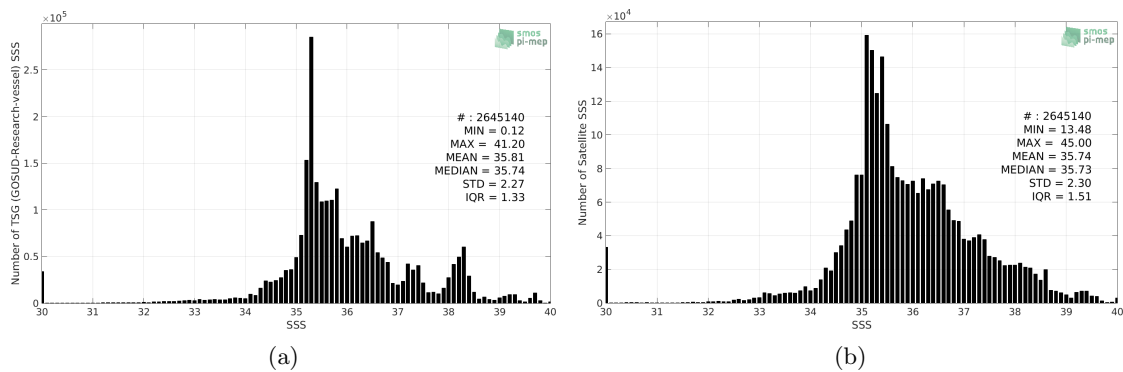 ×10⁵
smos
pi-mep
Number of TSG (GOSUD-Research-vessel) SSS
2.5
2
1.5
1
0.5
0
# : 2645140
MIN = 0.12
MAX = 41.20
MEAN = 35.81
MEDIAN = 35.74
STD = 2.27
IQR = 1.33
30 31 32 33 34 35 36 37 38 39 40
SSS
(a)
×10⁴
smos
pi-mep
Number of Satellite SSS
16
14
12
10
8
6
4
2
0
# : 2645140
MIN = 13.48
MAX = 45.00
MEAN = 35.74
MEDIAN = 35.73
STD = 2.30
IQR = 1.51
30 31 32 33 34 35 36 37 38 39 40
SSS
(b)